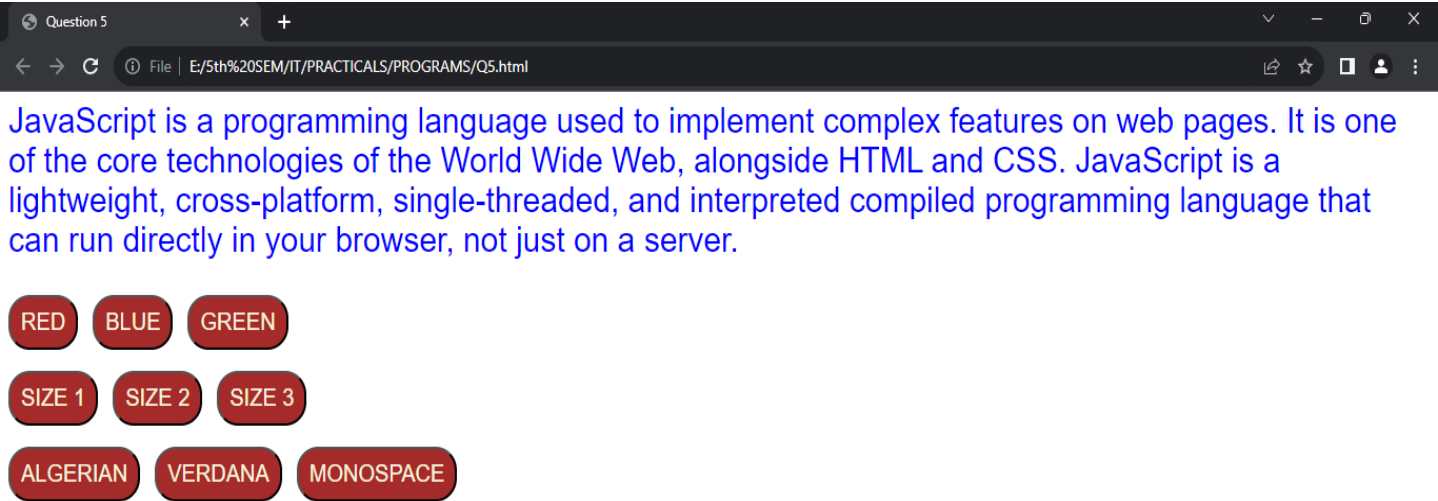 Question 5
File | E:/5th%20SEM/IT/PRACTICALS/PROGRAMS/Q5.html
JavaScript is a programming language used to implement complex features on web pages. It is one
of the core technologies of the World Wide Web, alongside HTML and CSS. JavaScript is a
lightweight, cross-platform, single-threaded, and interpreted compiled programming language that
can run directly in your browser, not just on a server.
RED BLUE GREEN
SIZE 1 SIZE 2 SIZE 3
ALGERIAN VERDANA MONOSPACE